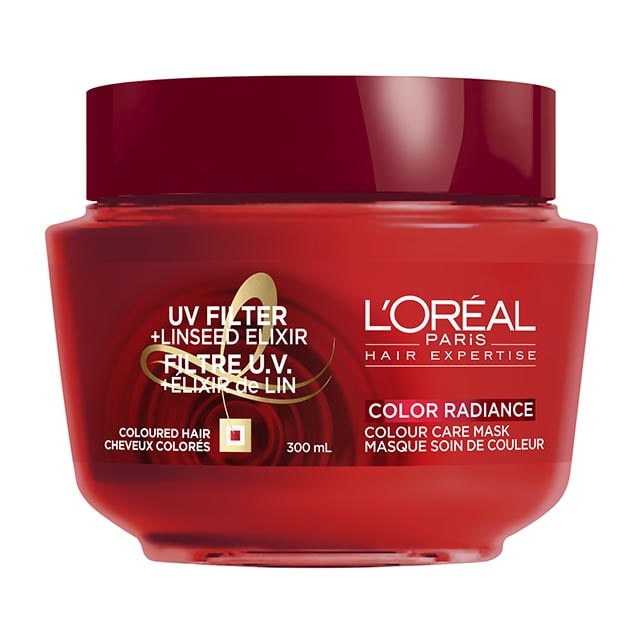 UV FILTER
+LINSEED ELIXIR
FILTRE U.V.
+ÉLIXIR de LIN
COLOURED HAIR
CHEVEUX COLORÉS
300 mL
L'ORÉAL
PARIS
HAIR EXPERTISE
COLOR RADIANCE
COLOUR CARE MASK
MASQUE SOIN DE COULEUR